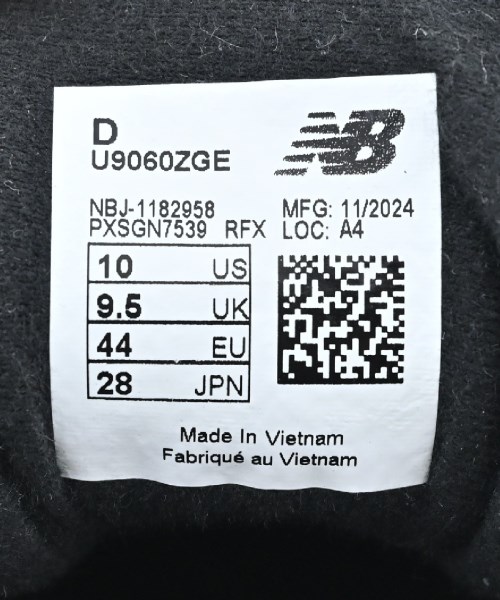 D
U9060ZGE
NB
NBJ-1182958
PXSGN7539 RFX
MFG: 11/2024
LOC: A4
10 US
9.5 UK
44 EU
28 JPN
Made In Vietnam
Fabriqué au Vietnam